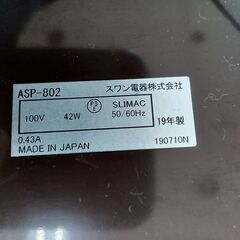 ASP-802 スワン電器株式会社
100V 42W PSE SLIMAC 50/60Hz
0.43A 19年製
MADE IN JAPAN 190710N